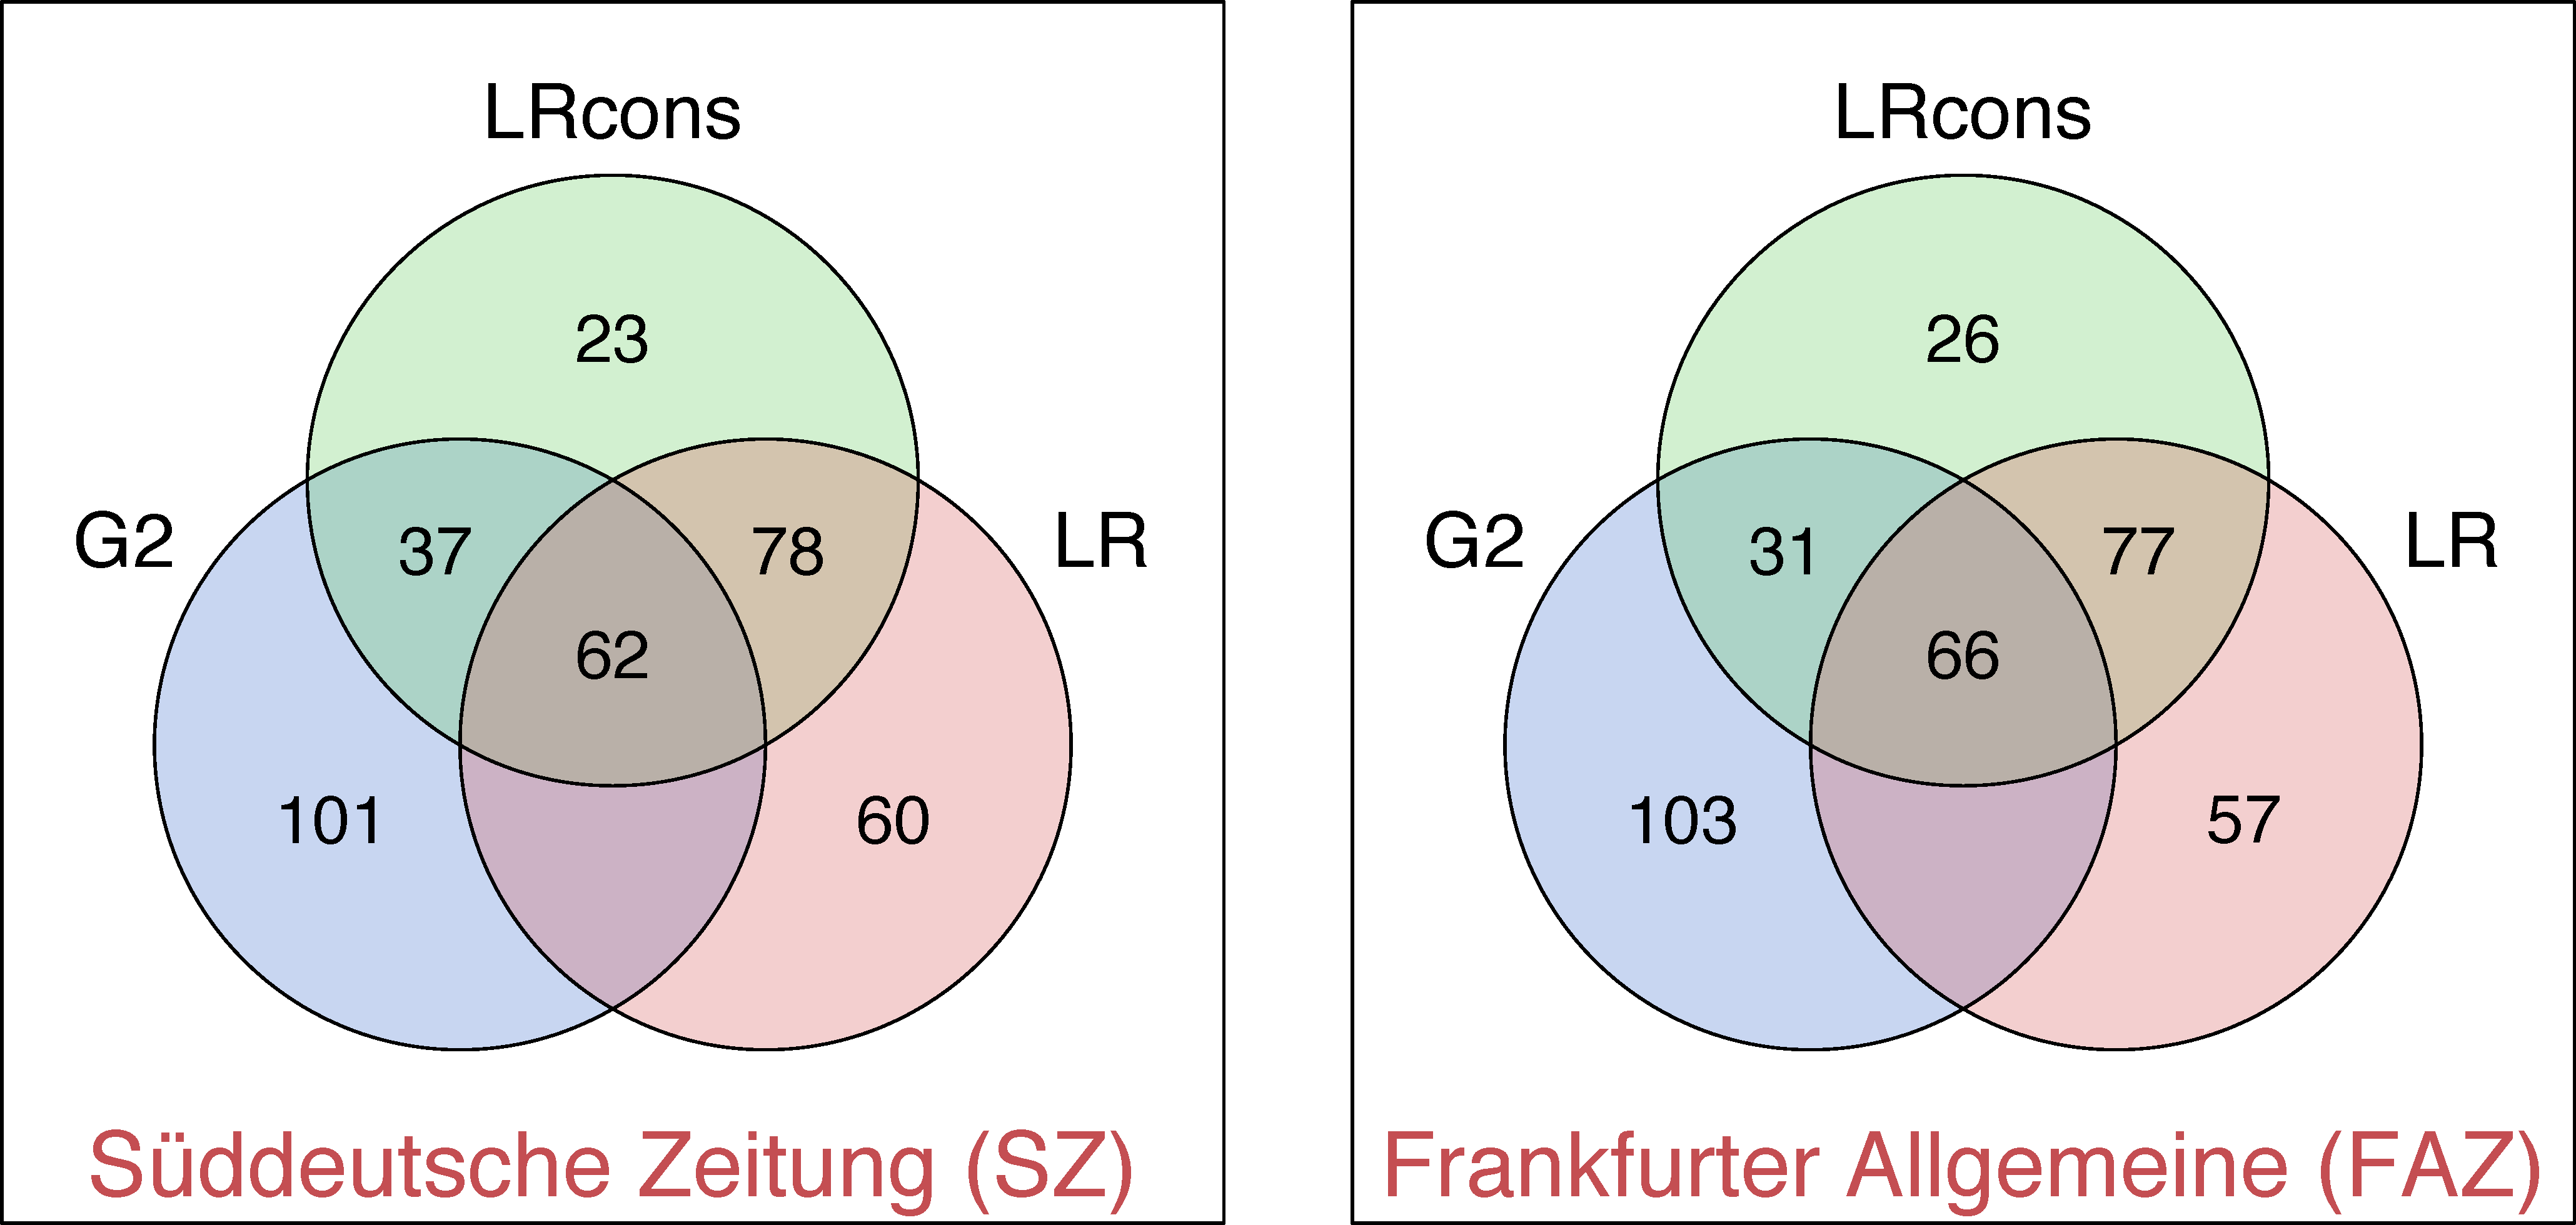 LRcons
23
G2
37
78
LR
62
101
60
Süddeutsche Zeitung (SZ)
LRcons
26
G2
31
77
LR
66
103
57
Frankfurter Allgemeine (FAZ)